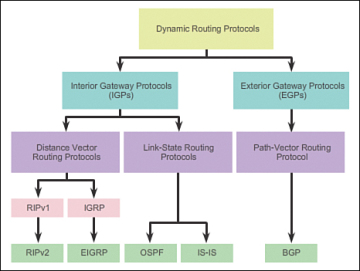 Dynamic Routing Protocols
Interior Gateway Protocols
(IGPs)
Exterior Gateway Protocols
(EGPs)
Distance Vector
Routing Protocols
Link-State Routing
Protocols
Path-Vector Routing
Protocol
RIPv1
IGRP
RIPv2
EIGRP
OSPF
IS-IS
BGP